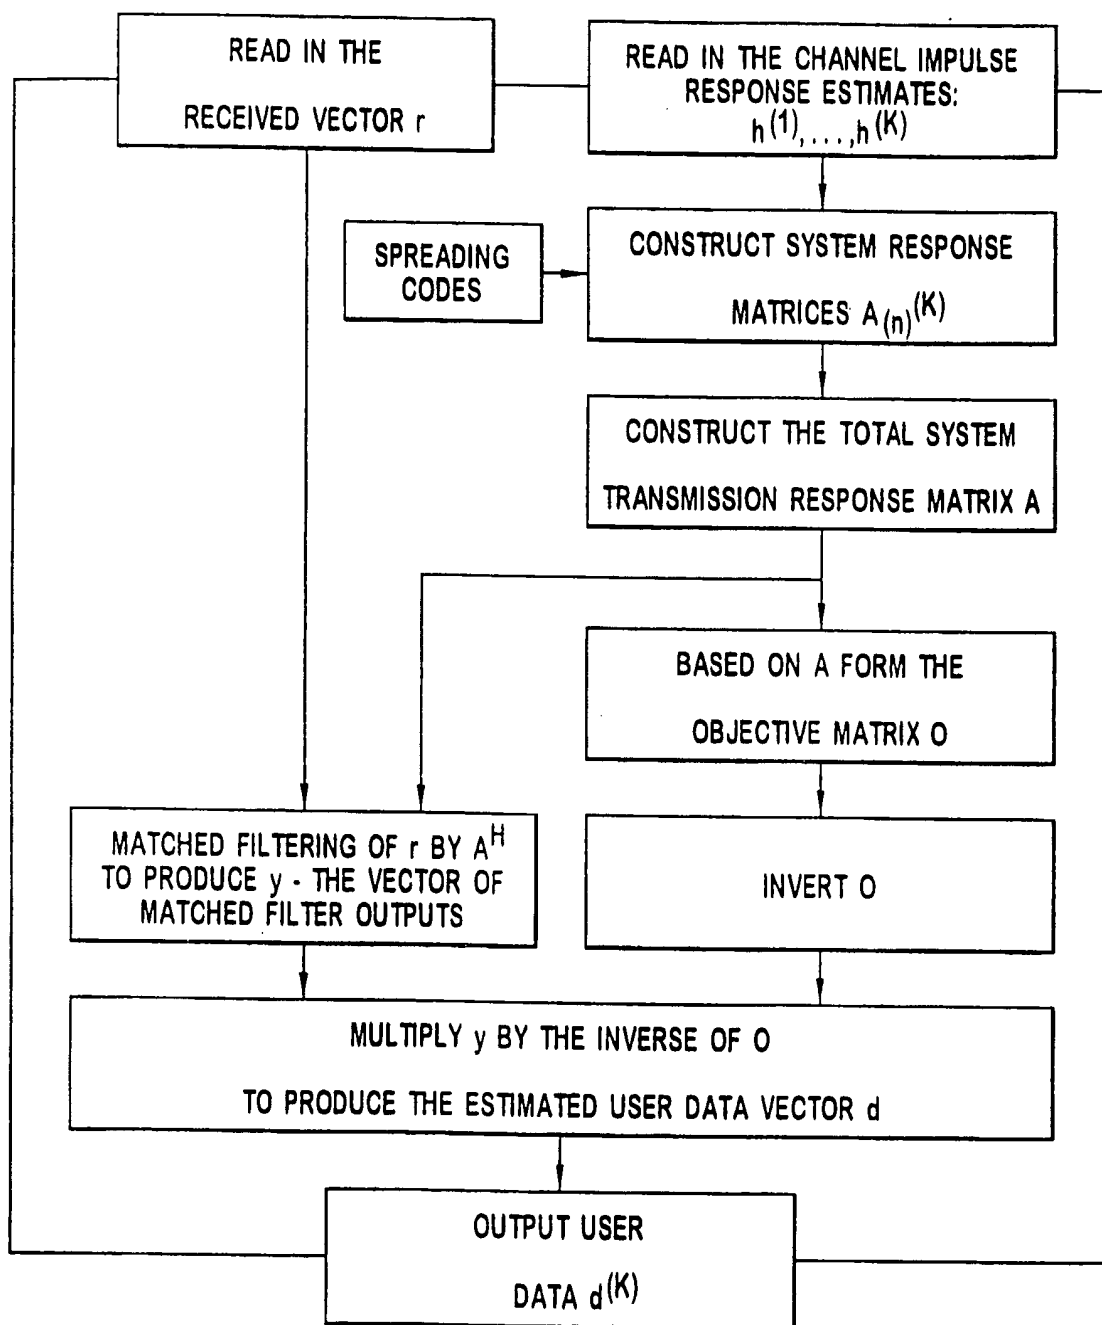 READ IN THE
RECEIVED VECTOR r
READ IN THE CHANNEL IMPULSE
RESPONSE ESTIMATES:
h(1),...,h(K)
SPREADING
CODES
CONSTRUCT SYSTEM RESPONSE
MATRICES A(n)(K)
CONSTRUCT THE TOTAL SYSTEM
TRANSMISSION RESPONSE MATRIX A
BASED ON A FORM THE
OBJECTIVE MATRIX O
MATCHED FILTERING OF r BY AH
TO PRODUCE y - THE VECTOR OF
MATCHED FILTER OUTPUTS
INVERT O
MULTIPLY y BY THE INVERSE OF O
TO PRODUCE THE ESTIMATED USER DATA VECTOR d
OUTPUT USER
DATA d(K)